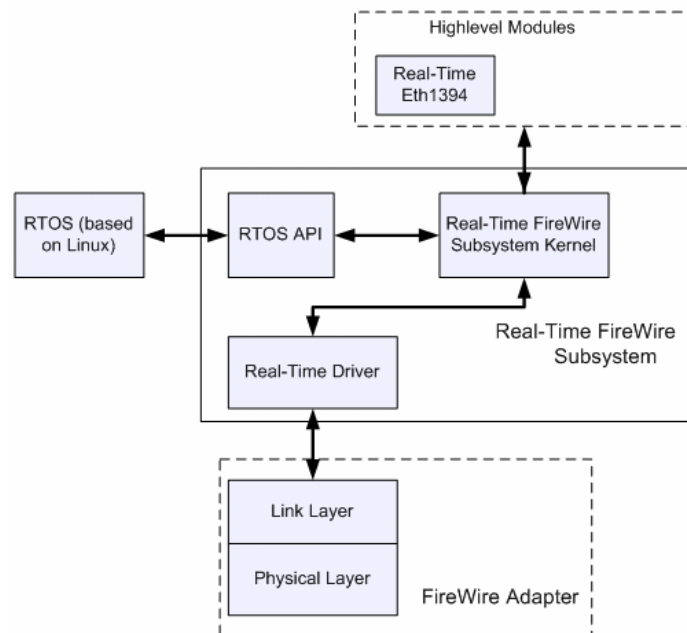 Highlevel Modules
Real-Time
Eth1394
RTOS (based
on Linux)
RTOS API
Real-Time FireWire
Subsystem Kernel
Real-Time FireWire
Subsystem
Real-Time Driver
Link Layer
Physical Layer
FireWire Adapter